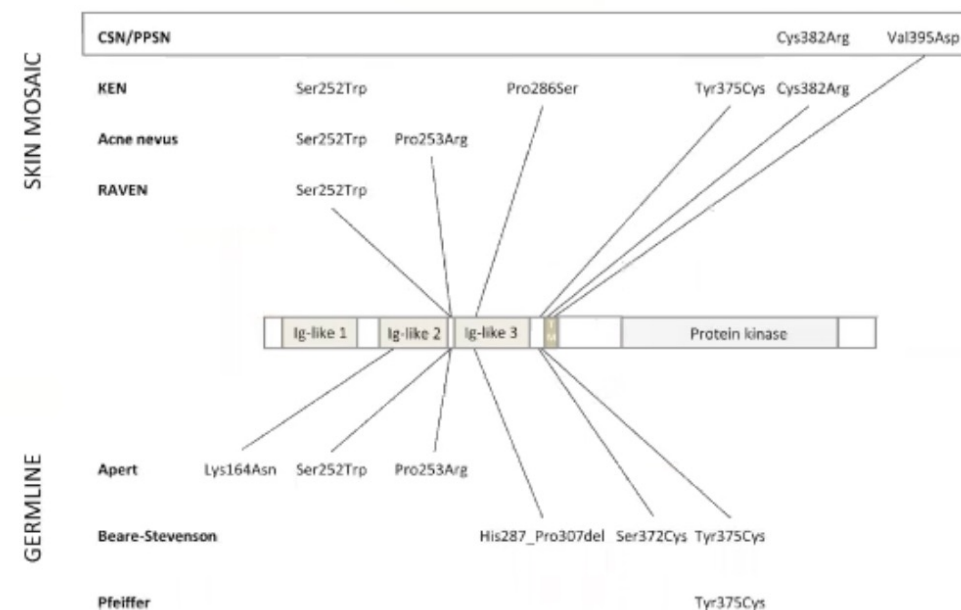 SKIN MOSAIC
CSN/PPSN Cys382Arg Val395Asp
KEN Ser252Trp Pro286Ser Tyr375Cys Cys382Arg
Acne nevus Ser252Trp Pro253Arg
RAVEN Ser252Trp
Ig-like 1 Ig-like 2 Ig-like 3 TM Protein kinase
GERMLINE
Apert Lys164Asn Ser252Trp Pro253Arg
Beare-Stevenson His287_Pro307del Ser372Cys Tyr375Cys
Pfeiffer Tyr375Cys